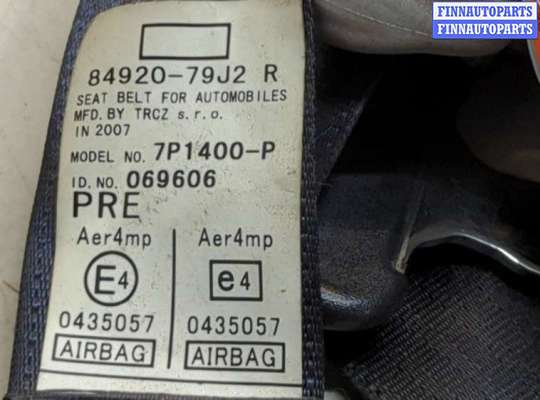 FINNAUTOPARTS
FINNAUTOPARTS
84920-79J2 R
SEAT BELT FOR AUTOMOBILES
MFD. BY TRCZ s.r.o.
IN 2007
MODEL NO. 7P1400-P
I D. NO. 069606
PRE
Aer4mp Aer4mp
E4 e4
0435057 0435057
AIRBAG AIRBAG